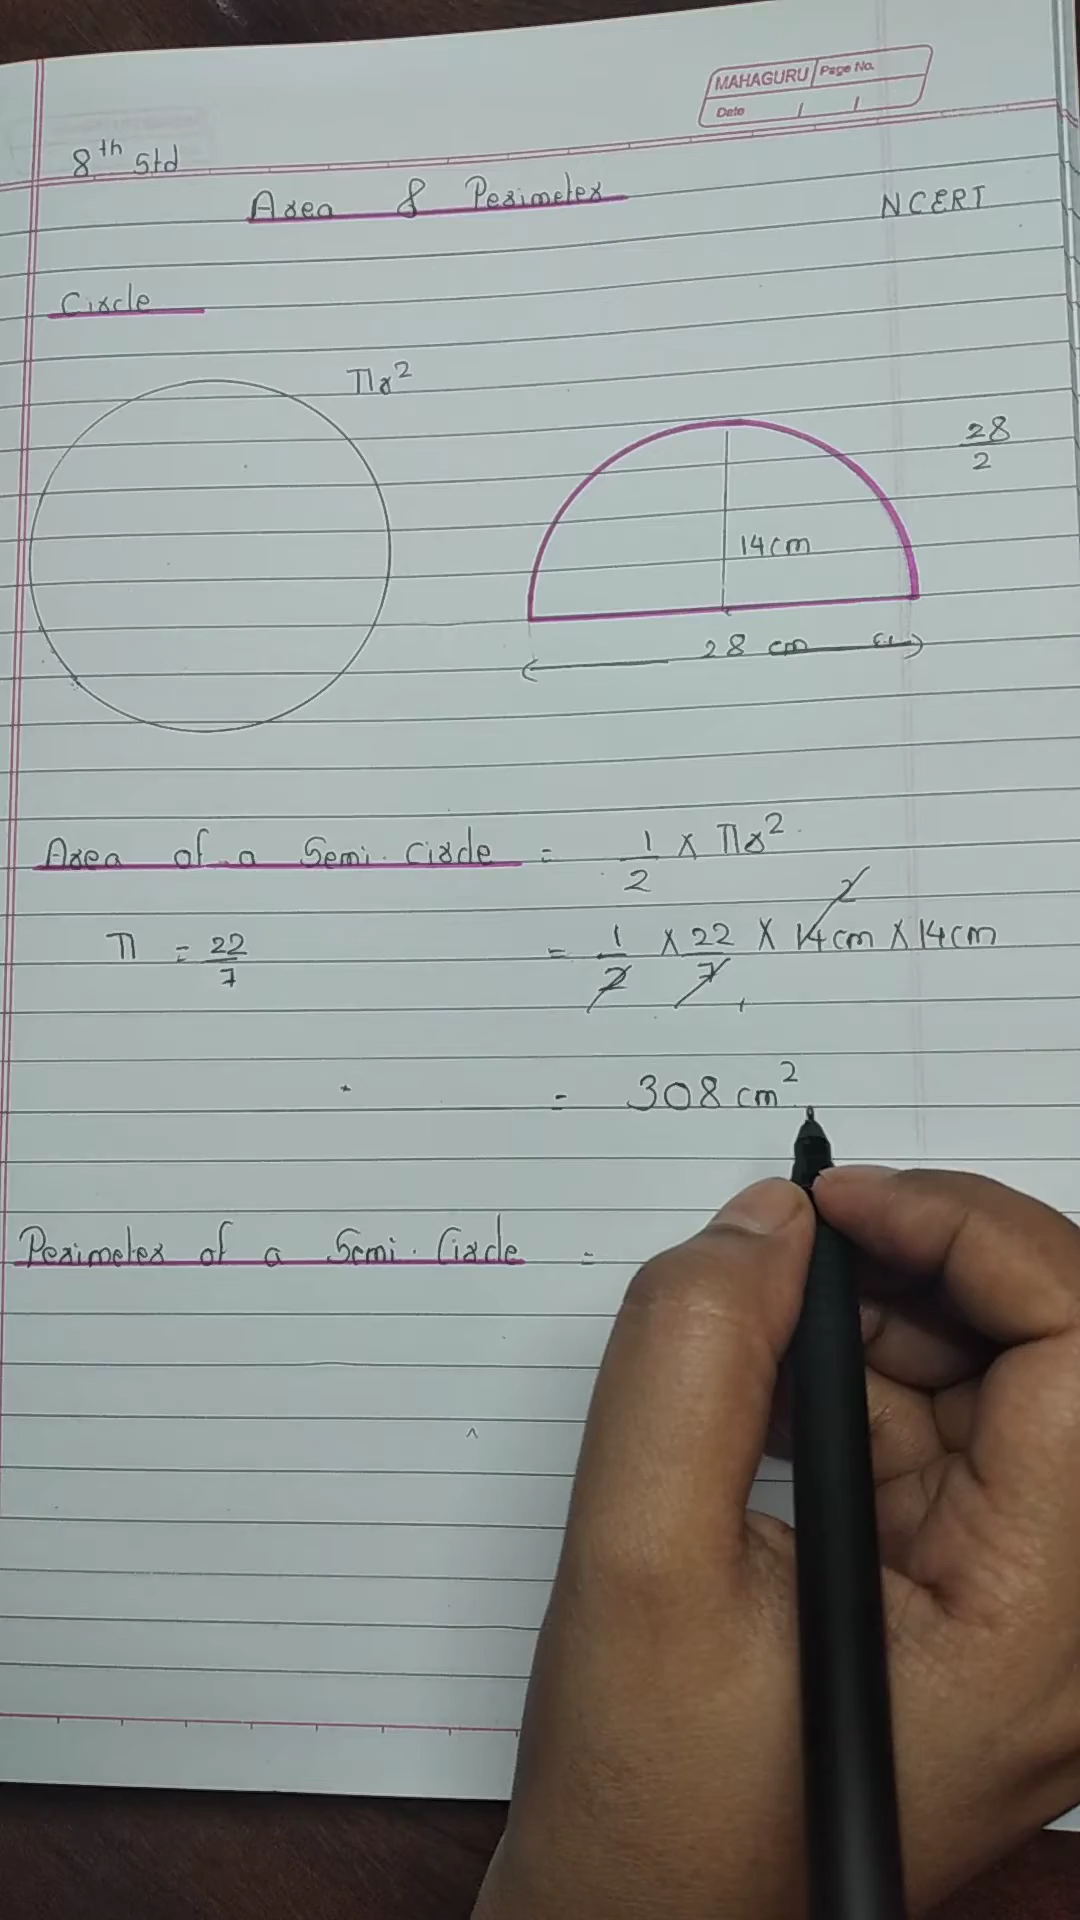 MAHAGURU Page No.
Date / /
8th Std
Area & Perimeter
NCERT
Circle
πr²
28/2
14cm
28 cm
Area of a Semi.circle = 1/2 × πr²
π = 22/7
= 1/2 × 22/7 × 14cm × 14cm
2
1
= 308 cm²
Perimeter of a Semi.Circle =